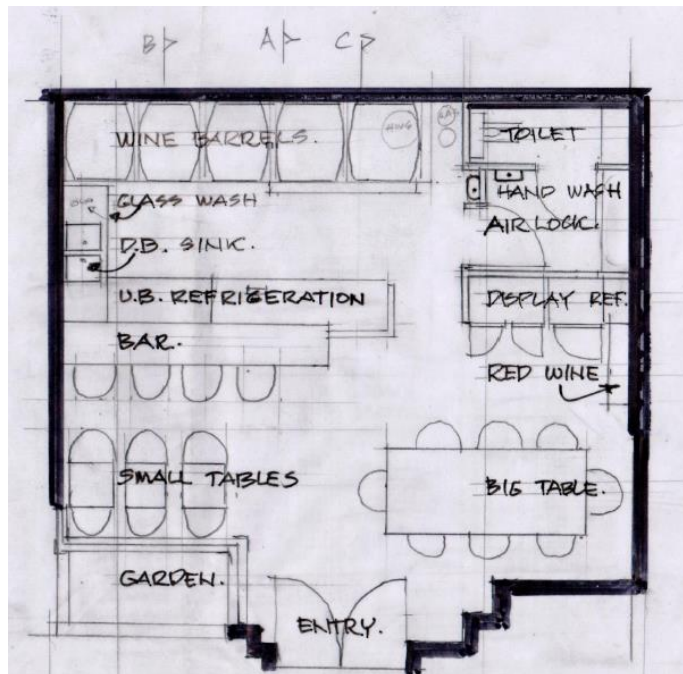 B A C
WINE BARRELS.
TOILET
GLASS WASH
HAND WASH
AIR LOCK.
D.B. SINK.
U.B. REFRIGERATION
DISPLAY REF.
BAR.
RED WINE
SMALL TABLES
BIG TABLE.
GARDEN.
ENTRY.